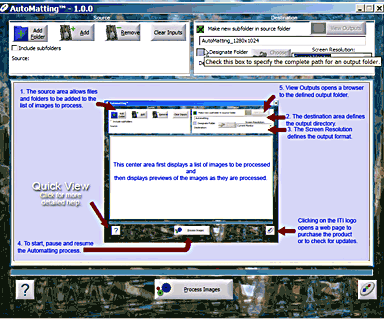 AutoMatting™ - 1.0.0
Source
Destination
Add Folder
Add
Remove
Clear Inputs
Make new subfolder in source folder
View Outputs
AutoMatting_1280x1024
Include subfolders
Designate Folder
Choose
Screen Resolution:
Source:
Check this box to specify the complete path for an output folder.
1. The source area allows files
and folders to be added to the
list of images to process.
5. View Outputs opens a browser
to the defined output folder.
2. The destination area defines
the output directory.
3. The Screen Resolution
defines the output format.
This center area first displays a list of images to be processed
and
then displays previews of the images as they are processed.
Quick View
Click for more
detailed help
Clicking on the ITI logo
opens a web page to
purchase the product
or to check for updates.
4. To start, pause and resume
the Automatting process.
?
Process Images
?
Process Images